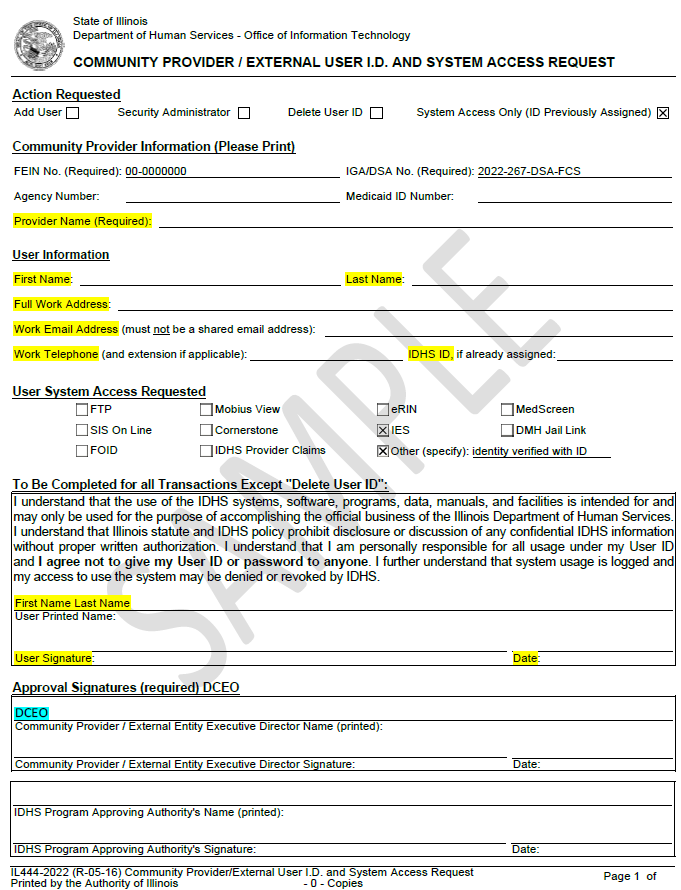 State of Illinois
Department of Human Services - Office of Information Technology
COMMUNITY PROVIDER / EXTERNAL USER I.D. AND SYSTEM ACCESS REQUEST
Action Requested
Add User Security Administrator Delete User ID System Access Only (ID Previously Assigned) X
Community Provider Information (Please Print)
FEIN No. (Required): 00-0000000 IGA/DSA No. (Required): 2022-267-DSA-FCS
Agency Number: Medicaid ID Number:
Provider Name (Required):
User Information
First Name: Last Name:
Full Work Address:
Work Email Address (must not be a shared email address):
Work Telephone (and extension if applicable): IDHS ID, if already assigned:
User System Access Requested
FTP Mobius View eRIN MedScreen
SIS On Line Cornerstone X IES DMH Jail Link
FOID IDHS Provider Claims X Other (specify): identity verified with ID
To Be Completed for all Transactions Except "Delete User ID":
I understand that the use of the IDHS systems, software, programs, data, manuals, and facilities is intended for and
may only be used for the purpose of accomplishing the official business of the Illinois Department of Human Services.
I understand that Illinois statute and IDHS policy prohibit disclosure or discussion of any confidential IDHS information
without proper written authorization. I understand that I am personally responsible for all usage under my User ID
and I agree not to give my User ID or password to anyone. I further understand that system usage is logged and
my access to use the system may be denied or revoked by IDHS.
First Name Last Name
User Printed Name:
User Signature: Date:
SAMPLE
Approval Signatures (required) DCEO
DCEO
Community Provider / External Entity Executive Director Name (printed):
Community Provider / External Entity Executive Director Signature: Date:
IDHS Program Approving Authority's Name (printed):
IDHS Program Approving Authority's Signature: Date:
IL444-2022 (R-05-16) Community Provider/External User I.D. and System Access Request
Printed by the Authority of Illinois - 0 - Copies Page 1 of